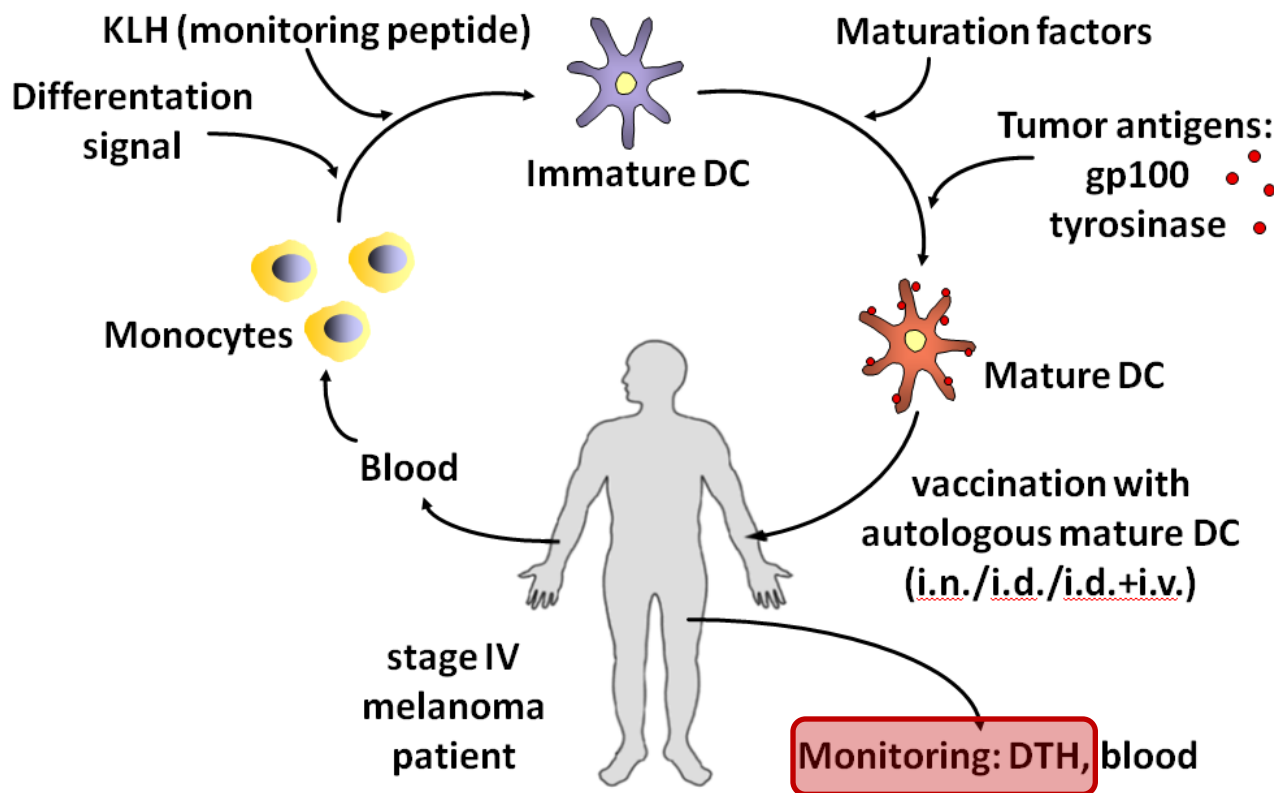 KLH (monitoring peptide)
Differentation
signal
Immature DC
Maturation factors
Tumor antigens:
gp100
tyrosinase
Monocytes
Mature DC
Blood
vaccination with
autologous mature DC
(i.n./i.d./i.d.+i.v.)
stage IV
melanoma
patient
Monitoring: DTH, blood